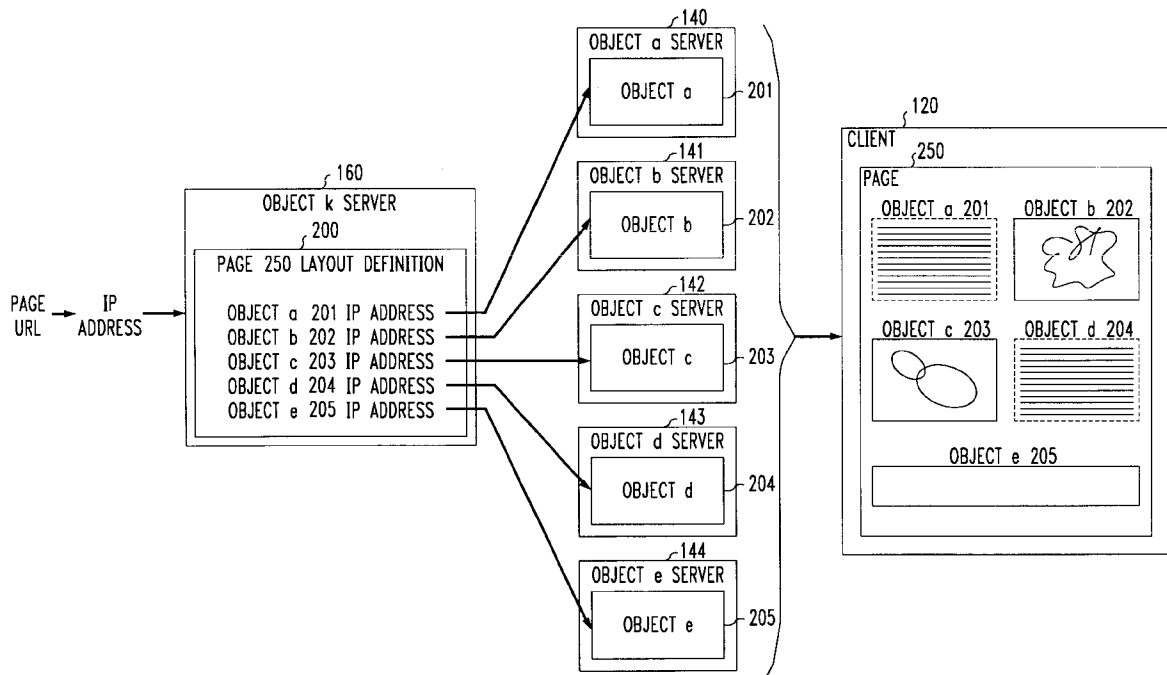 PAGE
URL
IP
ADDRESS
160
OBJECT k SERVER
200
PAGE 250 LAYOUT DEFINITION
OBJECT a 201 IP ADDRESS
OBJECT b 202 IP ADDRESS
OBJECT c 203 IP ADDRESS
OBJECT d 204 IP ADDRESS
OBJECT e 205 IP ADDRESS
140
OBJECT a SERVER
OBJECT a
201
141
OBJECT b SERVER
OBJECT b
202
142
OBJECT c SERVER
OBJECT c
203
143
OBJECT d SERVER
OBJECT d
204
144
OBJECT e SERVER
OBJECT e
205
120
CLIENT
250
PAGE
OBJECT a 201
OBJECT b 202
OBJECT c 203
OBJECT d 204
OBJECT e 205